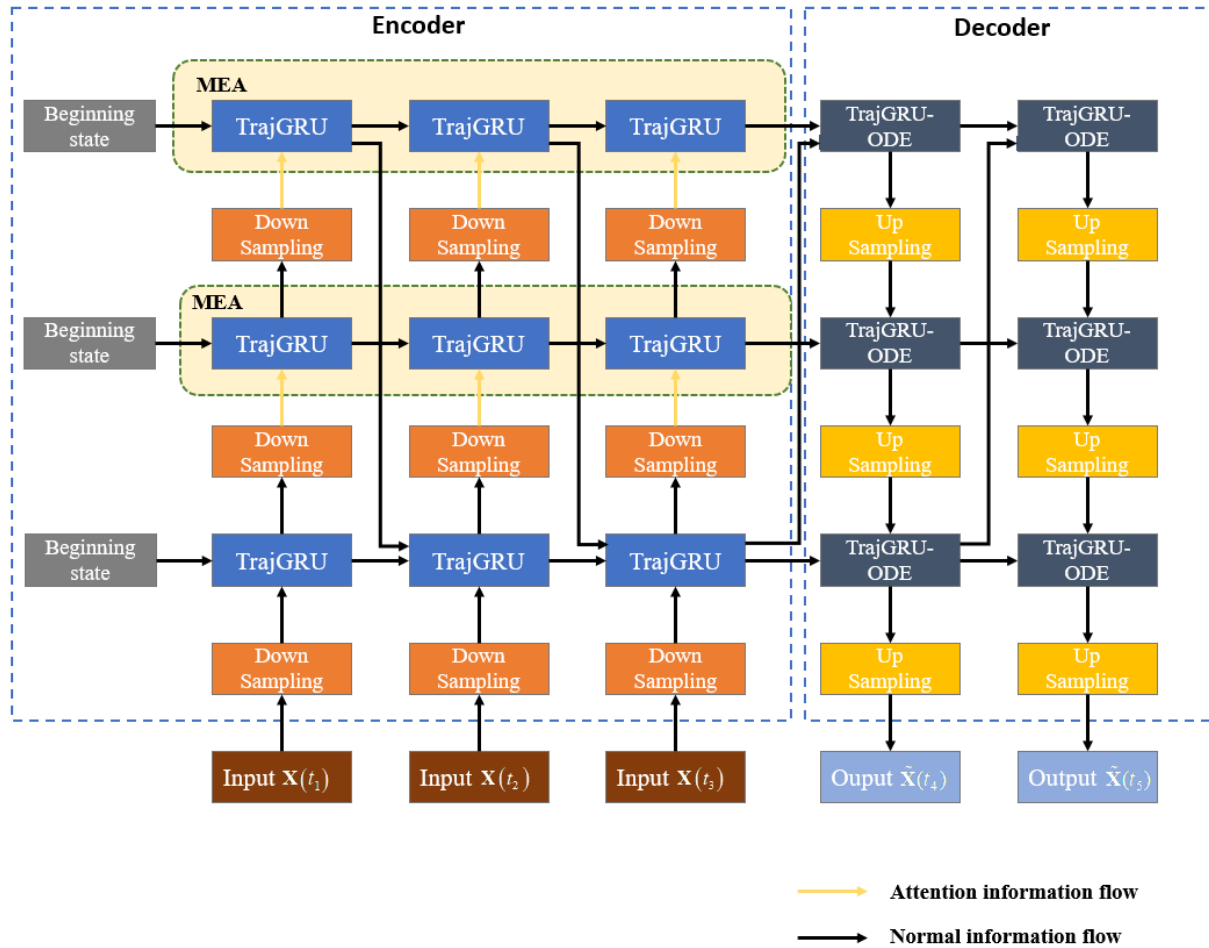 Encoder
Decoder
MEA
Beginning
state
TrajGRU
TrajGRU
TrajGRU
TrajGRU-
ODE
TrajGRU-
ODE
Down
Sampling
Down
Sampling
Down
Sampling
Up
Sampling
Up
Sampling
MEA
Beginning
state
TrajGRU
TrajGRU
TrajGRU
TrajGRU-
ODE
TrajGRU-
ODE
Down
Sampling
Down
Sampling
Down
Sampling
Up
Sampling
Up
Sampling
Beginning
state
TrajGRU
TrajGRU
TrajGRU
TrajGRU-
ODE
TrajGRU-
ODE
Down
Sampling
Down
Sampling
Down
Sampling
Up
Sampling
Up
Sampling
Input X(t₁)
Input X(t₂)
Input X(t₃)
Ouput X̃(t₄)
Output X̃(t₅)
Attention information flow
Normal information flow